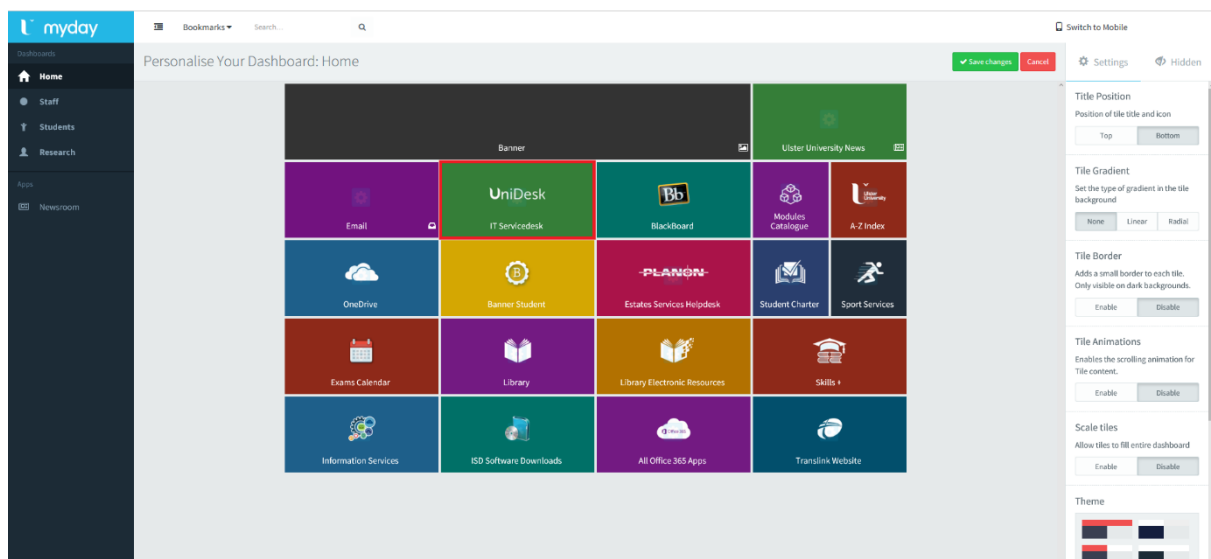 myday
Bookmarks
Search...
Switch to Mobile
Dashboards
Home
Staff
Students
Research
Apps
Newsroom
Personalise Your Dashboard: Home
Save changes
Cancel
Banner
Ulster University News
Email
UniDesk
IT Servicedesk
Bb
BlackBoard
Modules
Catalogue
Ulster
University
A-Z Index
OneDrive
B
Banner Student
PLANON
Estates Services Helpdesk
Student Charter
Sport Services
Exams Calendar
Library
Library Electronic Resources
Skills +
Information Services
ISD Software Downloads
Office 365
All Office 365 Apps
Translink Website
Settings
Hidden
Title Position
Position of tile title and icon
Top
Bottom
Tile Gradient
Set the type of gradient in the tile
background
None
Linear
Radial
Tile Border
Adds a small border to each tile.
Only visible on dark backgrounds.
Enable
Disable
Tile Animations
Enables the scrolling animation for
Tile content.
Enable
Disable
Scale tiles
Allow tiles to fill entire dashboard
Enable
Disable
Theme